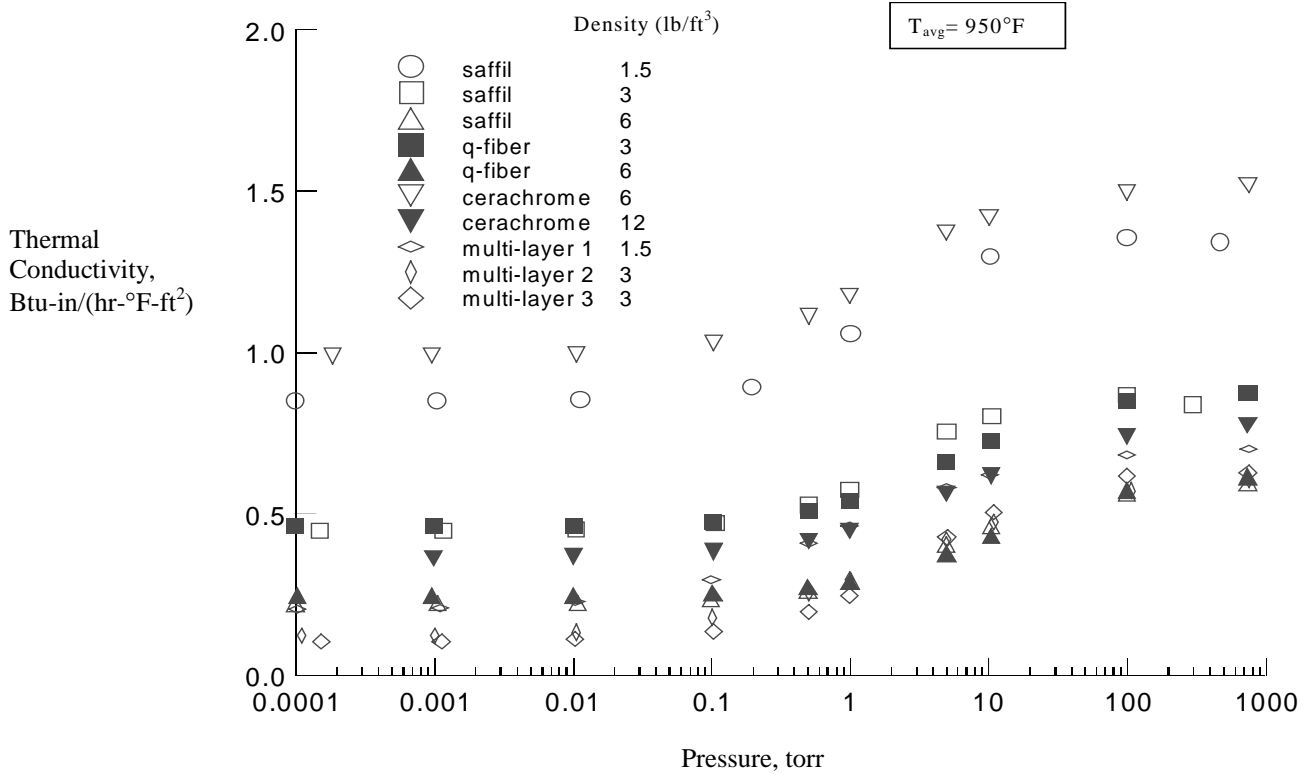 2.0
Density (lb/ft³)
T_avg= 950°F
saffil 1.5
saffil 3
saffil 6
q-fiber 3
q-fiber 6
cerachrome 6
cerachrome 12
multi-layer 1 1.5
multi-layer 2 3
multi-layer 3 3
1.5
Thermal
Conductivity,
Btu-in/(hr-°F-ft²)
1.0
0.5
0.0
0.0001 0.001 0.01 0.1 1 10 100 1000
Pressure, torr